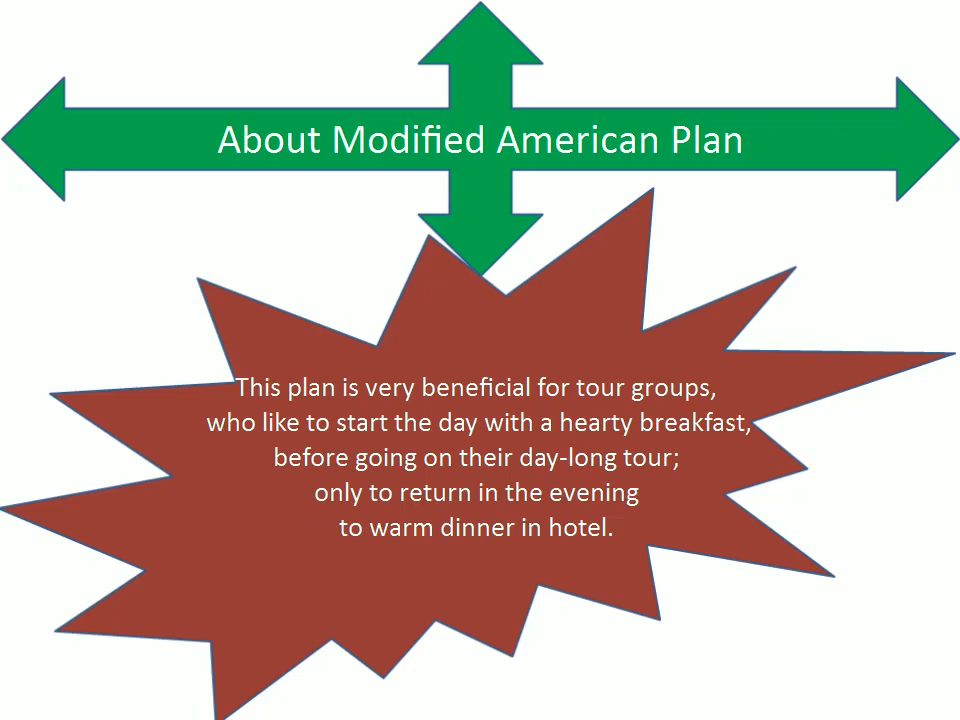 About Modified American Plan
This plan is very beneficial for tour groups,
who like to start the day with a hearty breakfast,
before going on their day-long tour;
only to return in the evening
to warm dinner in hotel.